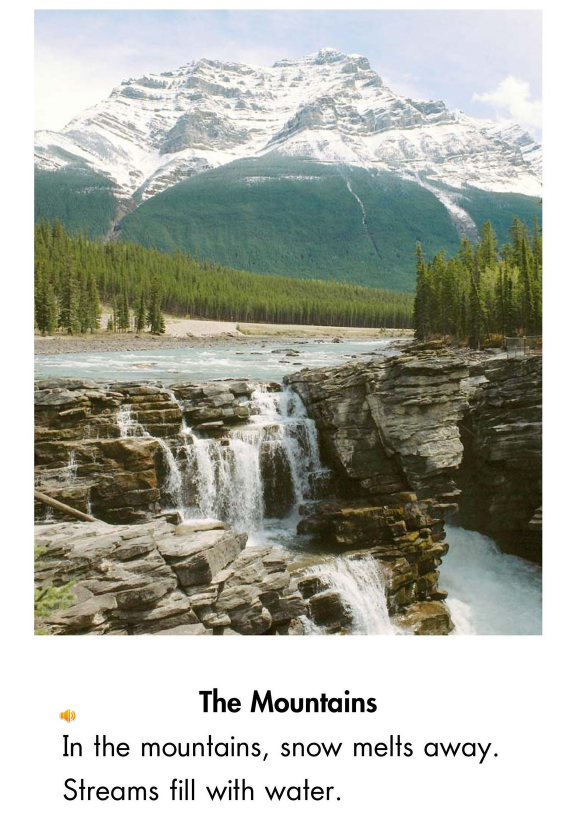 The Mountains
In the mountains, snow melts away.
Streams fill with water.